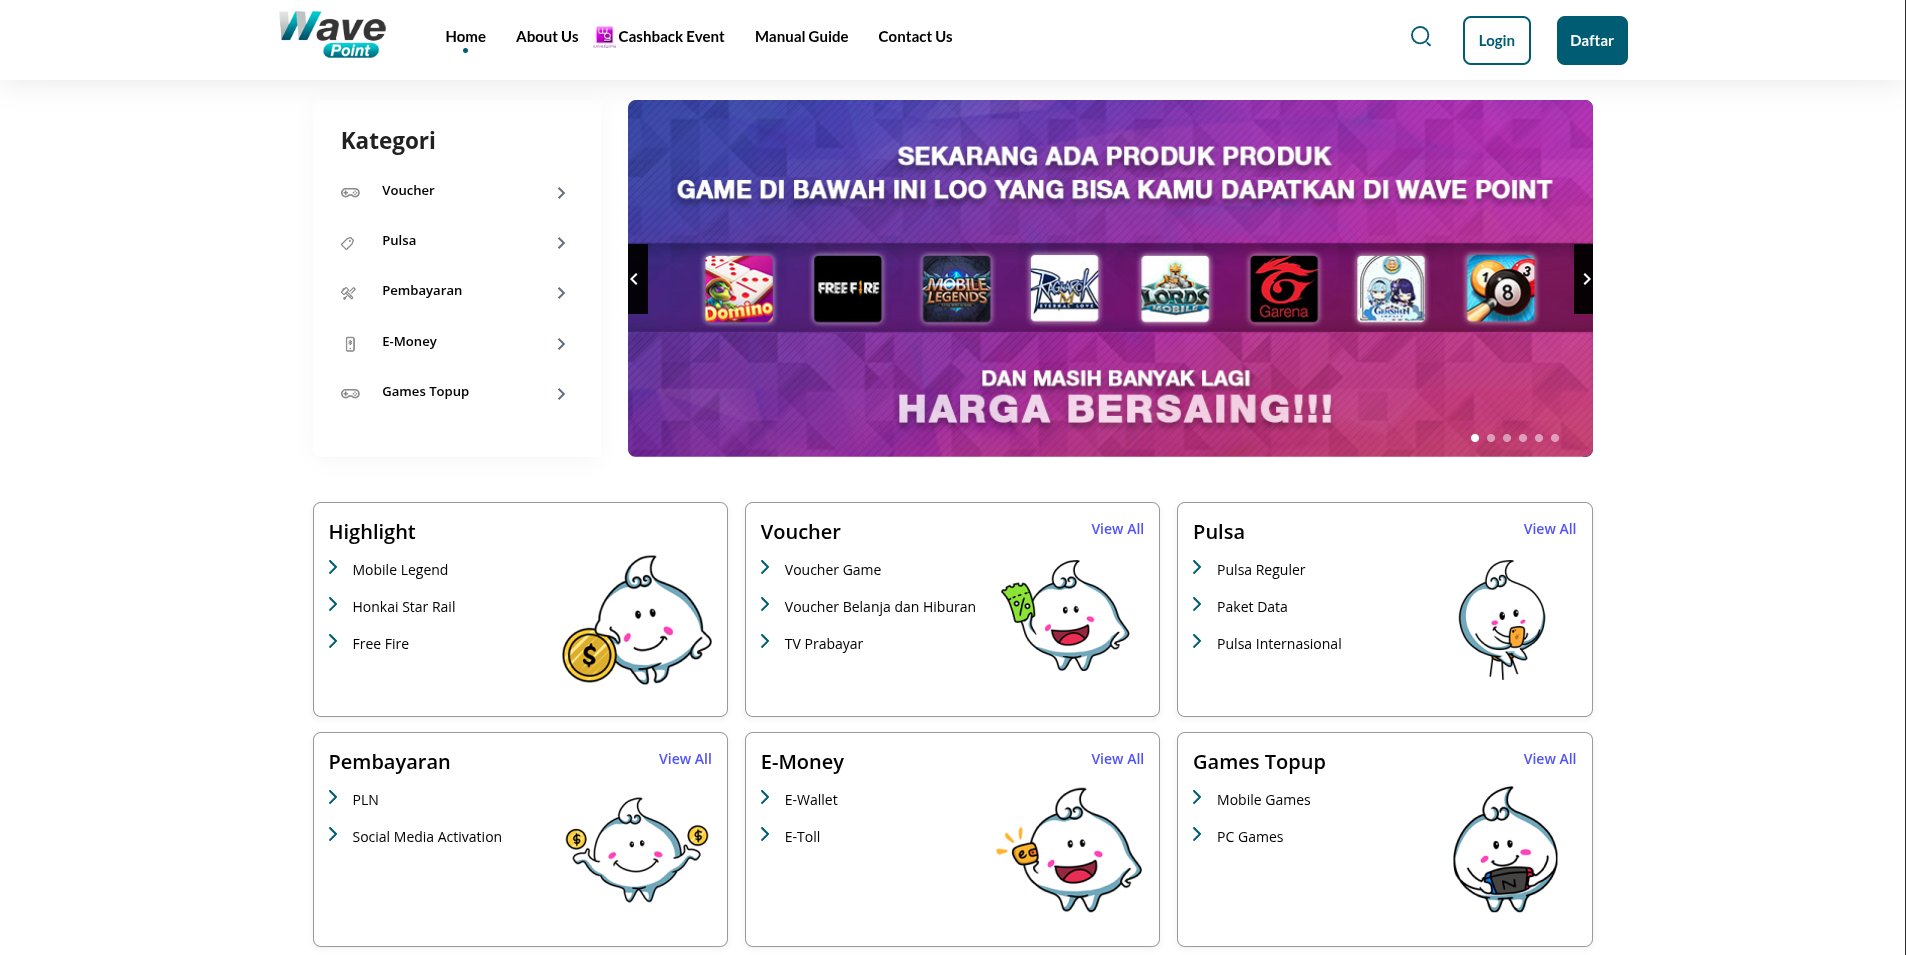 Wave
Point
Home
About Us
Cashback Event
Manual Guide
Contact Us
Login
Daftar
Kategori
Voucher
Pulsa
Pembayaran
E-Money
Games Topup
SEKARANG ADA PRODUK PRODUK
GAME DI BAWAH INI LOO YANG BISA KAMU DAPATKAN DI WAVE POINT
Domino
FREE FIRE
MOBILE
LEGENDS
RAGNAROK
M
ETERNAL LOVE
LORDS
MOBILE
Garena
GENSHIN
IMPACT
1
3
8
DAN MASIH BANYAK LAGI
HARGA BERSAING!!!
Highlight
Mobile Legend
Honkai Star Rail
Free Fire
$
Voucher
View All
Voucher Game
Voucher Belanja dan Hiburan
TV Prabayar
%
Pulsa
View All
Pulsa Reguler
Paket Data
Pulsa Internasional
Pembayaran
View All
PLN
Social Media Activation
$
$
E-Money
View All
E-Wallet
E-Toll
e
Games Topup
View All
Mobile Games
PC Games
N